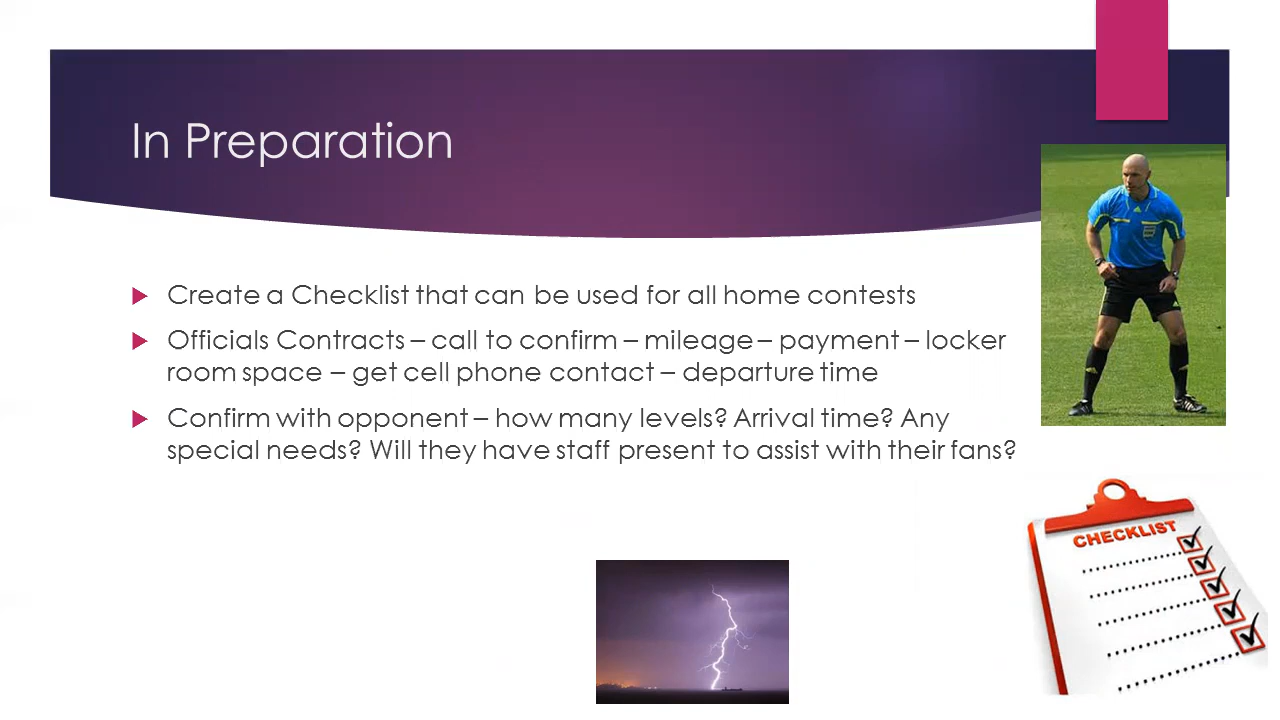 In Preparation
Create a Checklist that can be used for all home contests
Officials Contracts – call to confirm – mileage – payment – locker
room space – get cell phone contact – departure time
Confirm with opponent – how many levels? Arrival time? Any
special needs? Will they have staff present to assist with their fans?
CHECKLIST